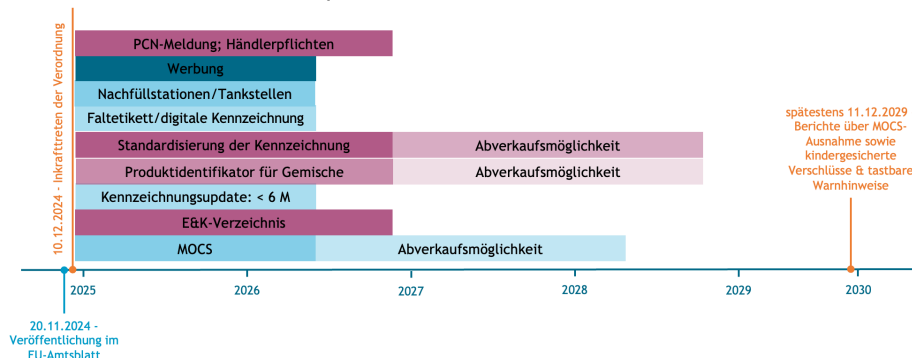 10.12.2024 - Inkrafttreten der Verordnung
PCN-Meldung; Händlerpflichten
Werbung
Nachfüllstationen/Tankstellen
Faltetikett/digitale Kennzeichnung
Standardisierung der Kennzeichnung
Abverkaufsmöglichkeit
Produktidentifikator für Gemische
Abverkaufsmöglichkeit
Kennzeichnungsupdate: < 6 M
E&K-Verzeichnis
MOCS
Abverkaufsmöglichkeit
spätestens 11.12.2029
Berichte über MOCS-
Ausnahme sowie
kindergesicherte
Verschlüsse & tastbare
Warnhinweise
2025
2026
2027
2028
2029
2030
20.11.2024 -
Veröffentlichung im
EU-Amtsblatt